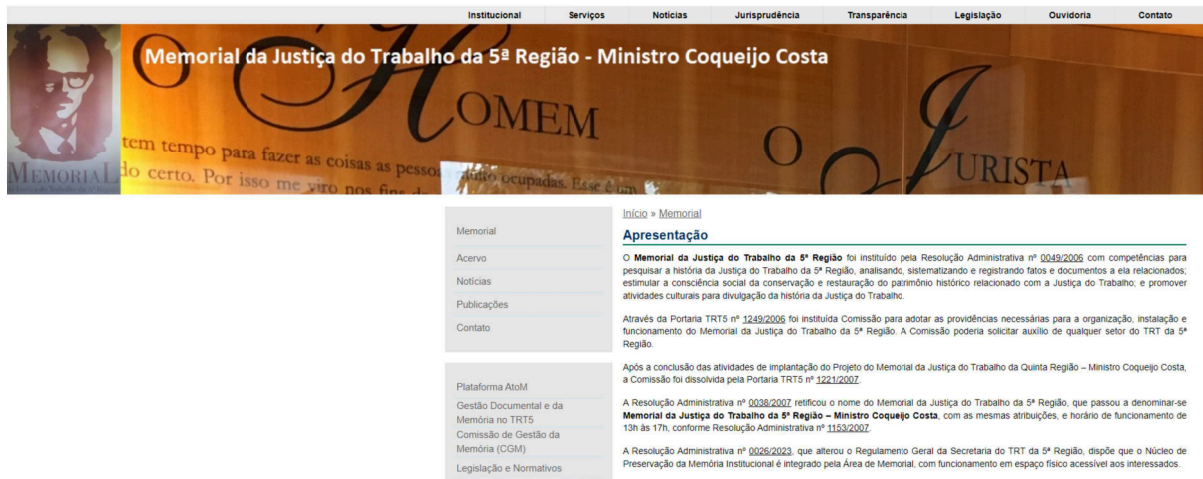 Institucional Serviços Notícias Jurisprudência Transparência Legislação Ouvidoria Contato
Memorial da Justiça do Trabalho da 5ª Região - Ministro Coqueijo Costa
O HOMEM
O JURISTA
tem tempo para fazer as coisas as pessoas muito ocupadas. Esse é um
do certo. Por isso me viro nos fins de
MEMORIAL
Memorial
Acervo
Notícias
Publicações
Contato
Plataforma AtoM
Gestão Documental e da
Memória no TRT5
Comissão de Gestão da
Memória (CGM)
Legislação e Normativos
Início » Memorial
Apresentação
O Memorial da Justiça do Trabalho da 5ª Região foi instituído pela Resolução Administrativa nº 0049/2006 com competências para
pesquisar a história da Justiça do Trabalho da 5ª Região, analisando, sistematizando e registrando fatos e documentos a ela relacionados;
estimular a consciência social da conservação e restauração do patrimônio histórico relacionado com a Justiça do Trabalho; e promover
atividades culturais para divulgação da história da Justiça do Trabalho.
Através da Portaria TRT5 nº 1249/2006 foi instituída Comissão para adotar as providências necessárias para a organização, instalação e
funcionamento do Memorial da Justiça do Trabalho da 5ª Região. A Comissão poderia solicitar auxílio de qualquer setor do TRT da 5ª
Região.
Após a conclusão das atividades de implantação do Projeto do Memorial da Justiça do Trabalho da Quinta Região – Ministro Coqueijo Costa,
a Comissão foi dissolvida pela Portaria TRT5 nº 1221/2007.
A Resolução Administrativa nº 0038/2007 retificou o nome do Memorial da Justiça do Trabalho da 5ª Região, que passou a denominar-se
Memorial da Justiça do Trabalho da 5ª Região – Ministro Coqueijo Costa, com as mesmas atribuições, e horário de funcionamento de
13h às 17h, conforme Resolução Administrativa nº 1153/2007.
A Resolução Administrativa nº 0026/2023, que alterou o Regulamento Geral da Secretaria do TRT da 5ª Região, dispõe que o Núcleo de
Preservação da Memória Institucional é integrado pela Área de Memorial, com funcionamento em espaço físico acessível aos interessados.